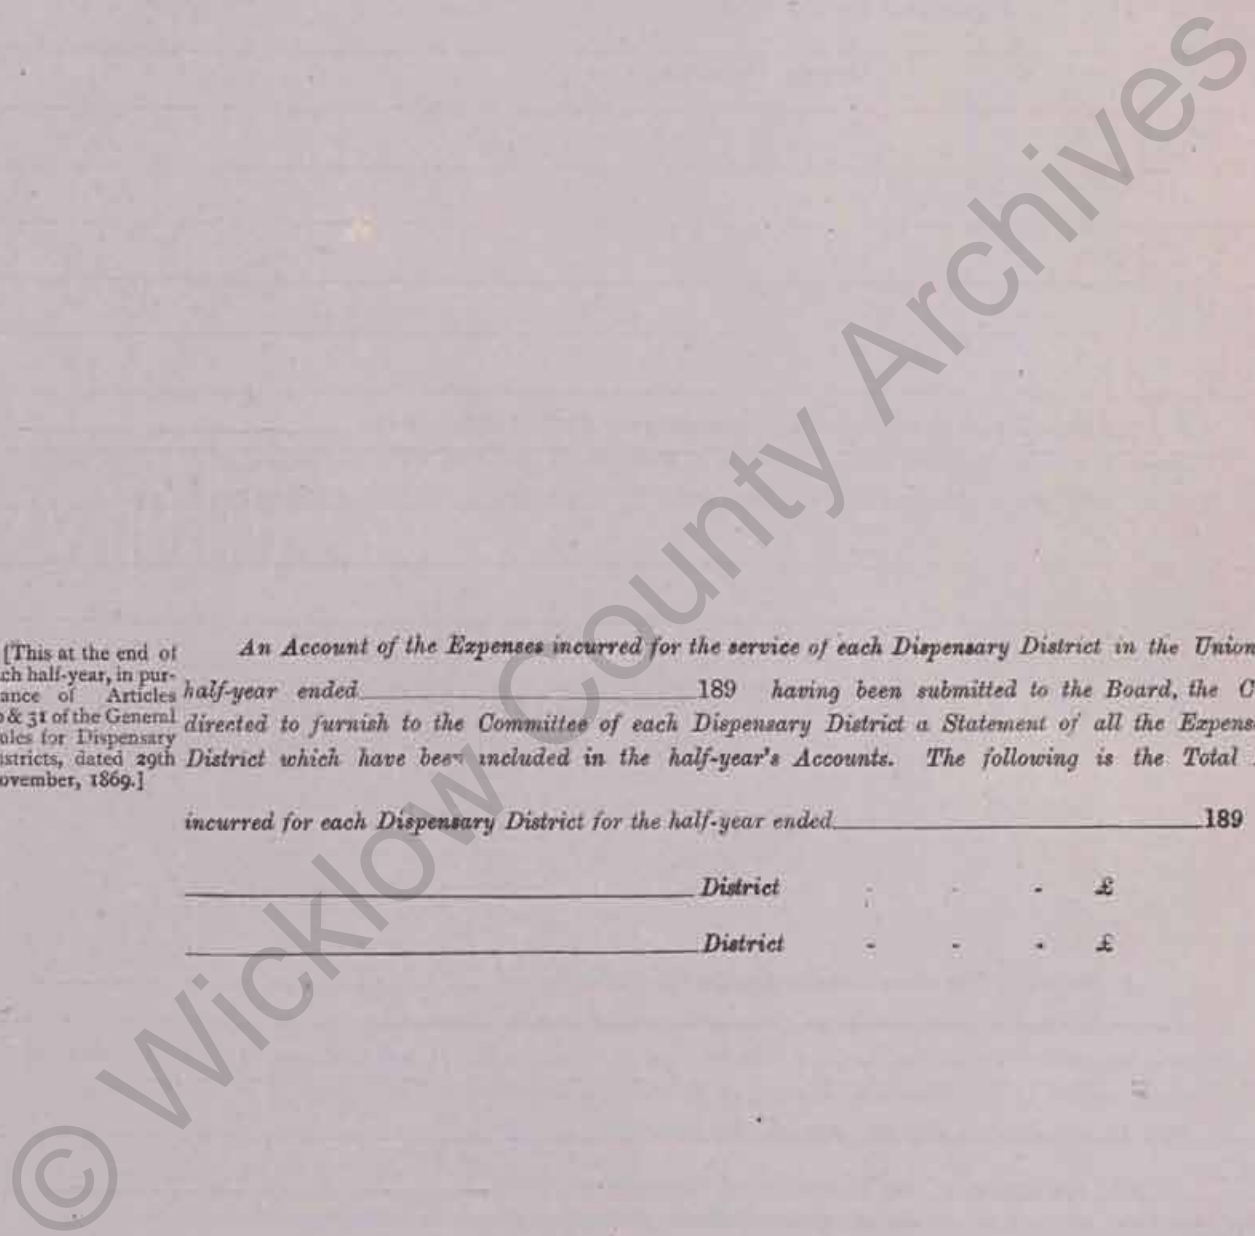 [This at the end of
ch half-year, in pur-
ance of Articles
& 31 of the General
ules for Dispensary
istricts, dated 29th
ovember, 1869.]
An Account of the Expenses incurred for the service of each Dispensary District in the Union
half-year ended 189 having been submitted to the Board, the C
directed to furnish to the Committee of each Dispensary District a Statement of all the Expens
District which have been included in the half-year's Accounts. The following is the Total
incurred for each Dispensary District for the half-year ended 189
District - - - £
District - - - £
© Wicklow County Archives